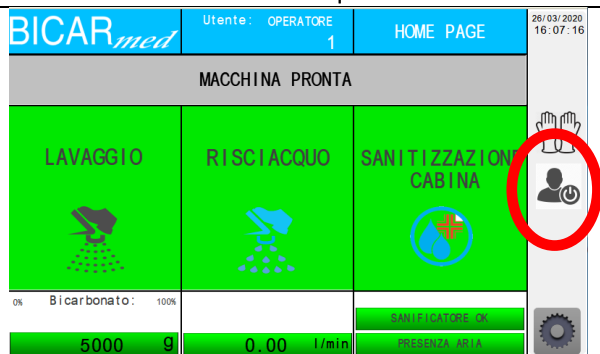 BICARmed
Utente: OPERATORE
1
HOME PAGE
26/03/2020
16:07:16
MACCHINA PRONTA
LAVAGGIO
RISCIACQUO
SANITIZZAZIONE
CABINA
0% Bicarbonato: 100%
5000 g
0.00 l/min
SANIFICATORE OK
PRESENZA ARIA